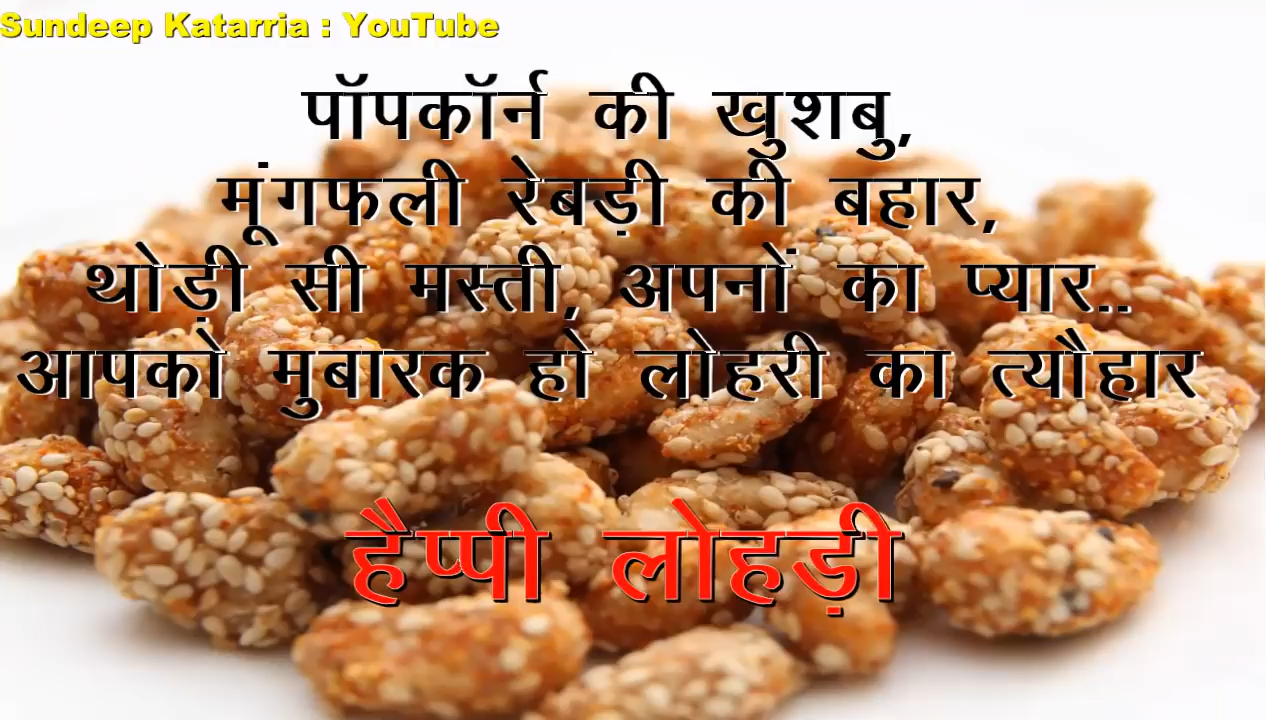 Sundeep Katarria : YouTube
पॉपकॉर्न की खुशबु,
मूंगफली रेबड़ी की बहार,
थोड़ी सी मस्ती, अपनों का प्यार..
आपको मुबारक हो लोहरी का त्यौहार
हैप्पी लोहड़ी